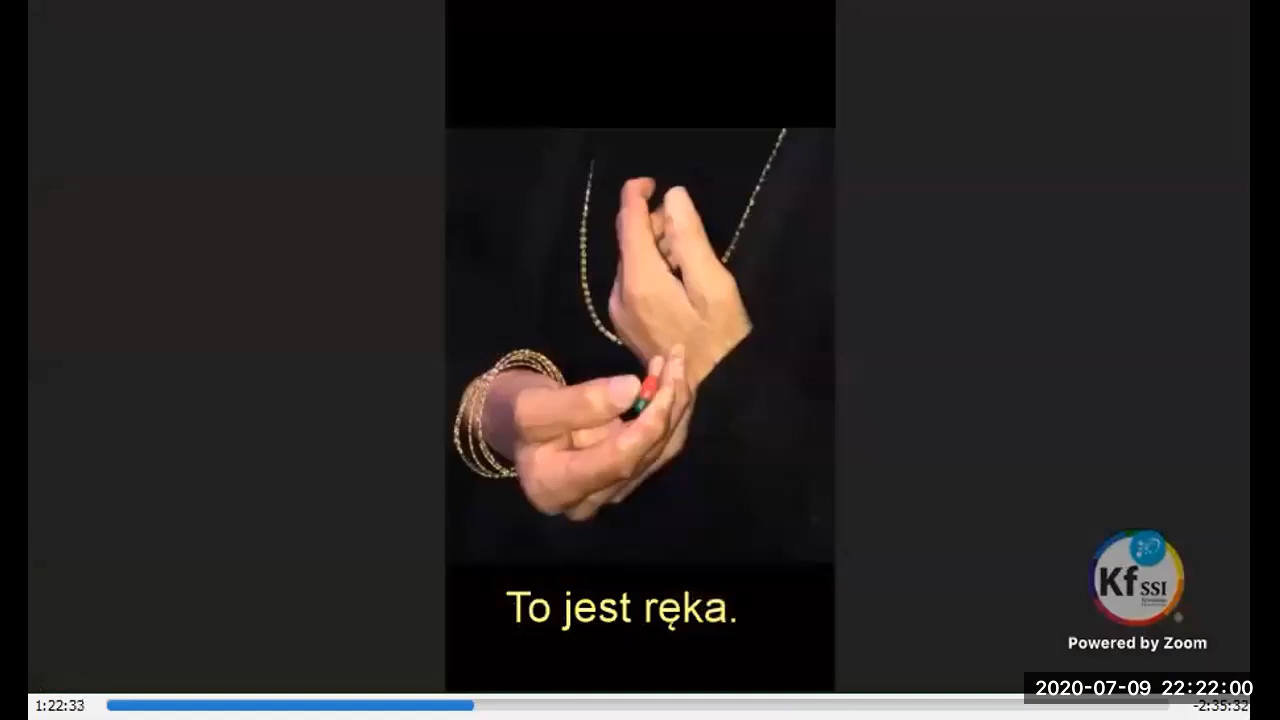 To jest ręka.
Kf SSI
Powered by Zoom
2020-07-09 22:22:00
1:22:33
-2:35:32